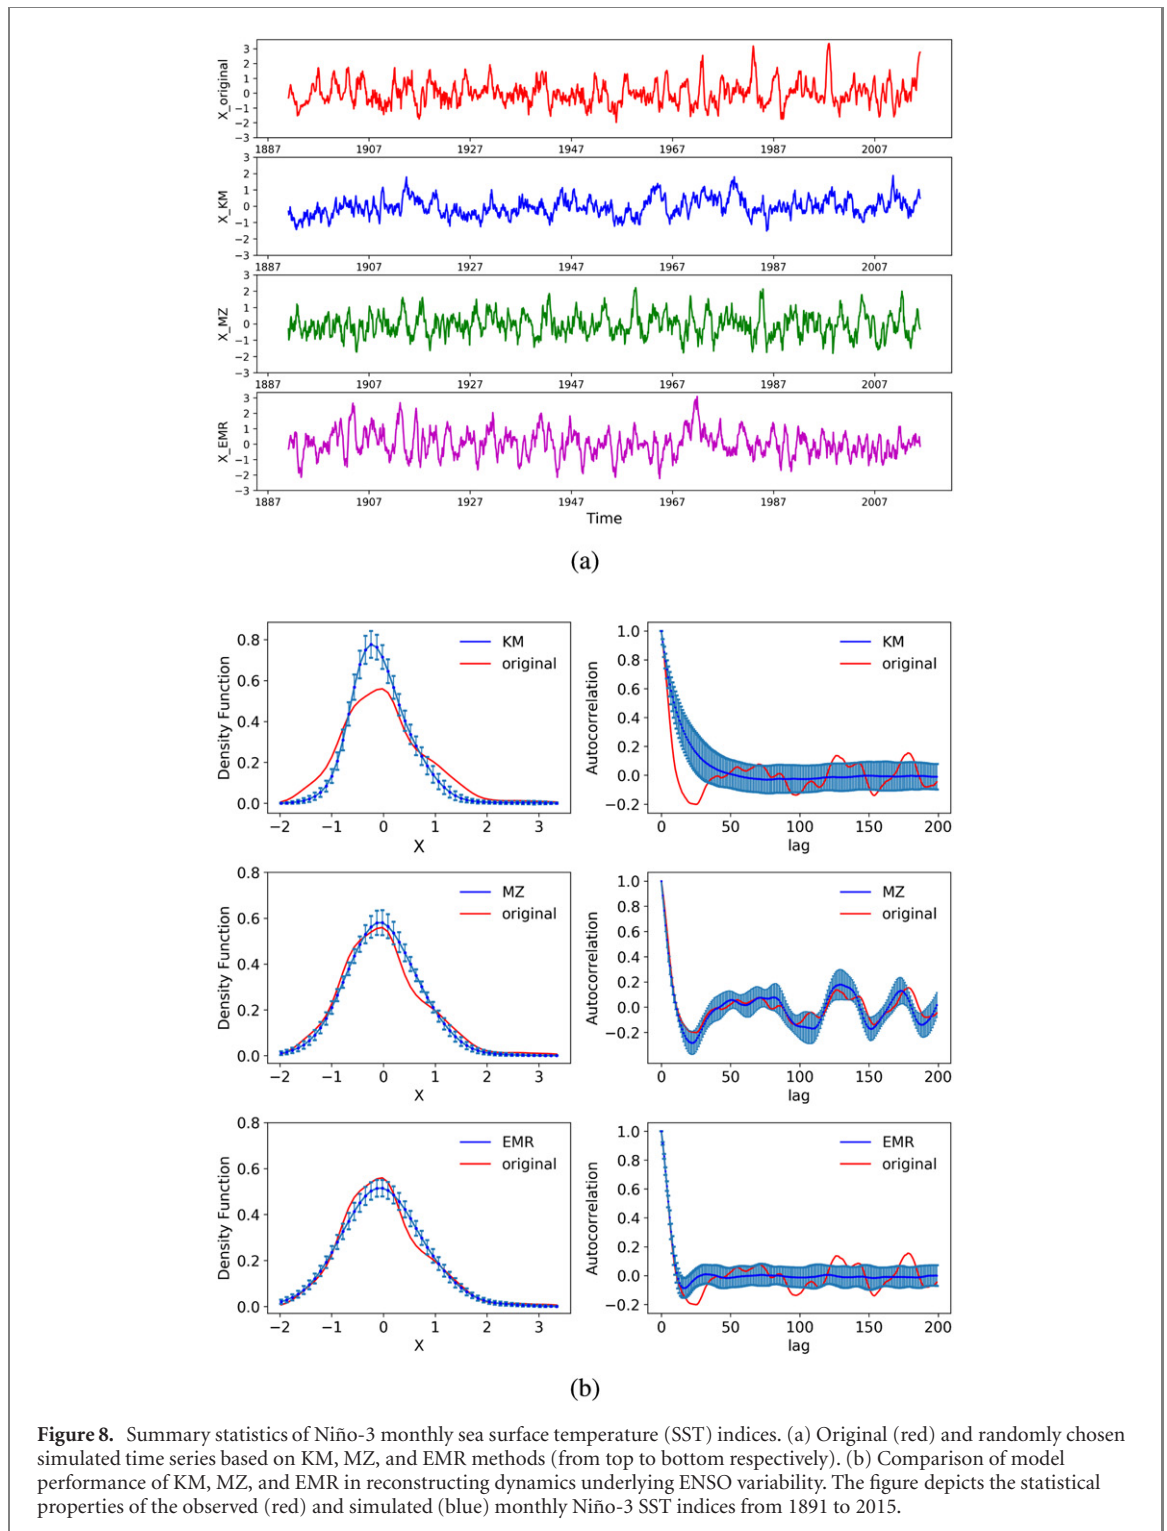 X_original
3
2
1
0
−1
−2
−3
1887 1907 1927 1947 1967 1987 2007
X_KM
3
2
1
0
−1
−2
−3
1887 1907 1927 1947 1967 1987 2007
X_MZ
3
2
1
0
−1
−2
−3
1887 1907 1927 1947 1967 1987 2007
X_EMR
3
2
1
0
−1
−2
−3
1887 1907 1927 1947 1967 1987 2007
Time
(a)
Density Function
0.8
0.6
0.4
0.2
0.0
KM
original
−2 −1 0 1 2 3
X
Autocorrelation
1.0
0.8
0.6
0.4
0.2
0.0
−0.2
KM
original
0 50 100 150 200
lag
Density Function
0.8
0.6
0.4
0.2
0.0
MZ
original
−2 −1 0 1 2 3
X
Autocorrelation
1.0
0.8
0.6
0.4
0.2
0.0
−0.2
MZ
original
0 50 100 150 200
lag
Density Function
0.8
0.6
0.4
0.2
0.0
EMR
original
−2 −1 0 1 2 3
X
Autocorrelation
1.0
0.8
0.6
0.4
0.2
0.0
−0.2
EMR
original
0 50 100 150 200
lag
(b)
Figure 8. Summary statistics of Niño-3 monthly sea surface temperature (SST) indices. (a) Original (red) and randomly chosen
simulated time series based on KM, MZ, and EMR methods (from top to bottom respectively). (b) Comparison of model
performance of KM, MZ, and EMR in reconstructing dynamics underlying ENSO variability. The figure depicts the statistical
properties of the observed (red) and simulated (blue) monthly Niño-3 SST indices from 1891 to 2015.